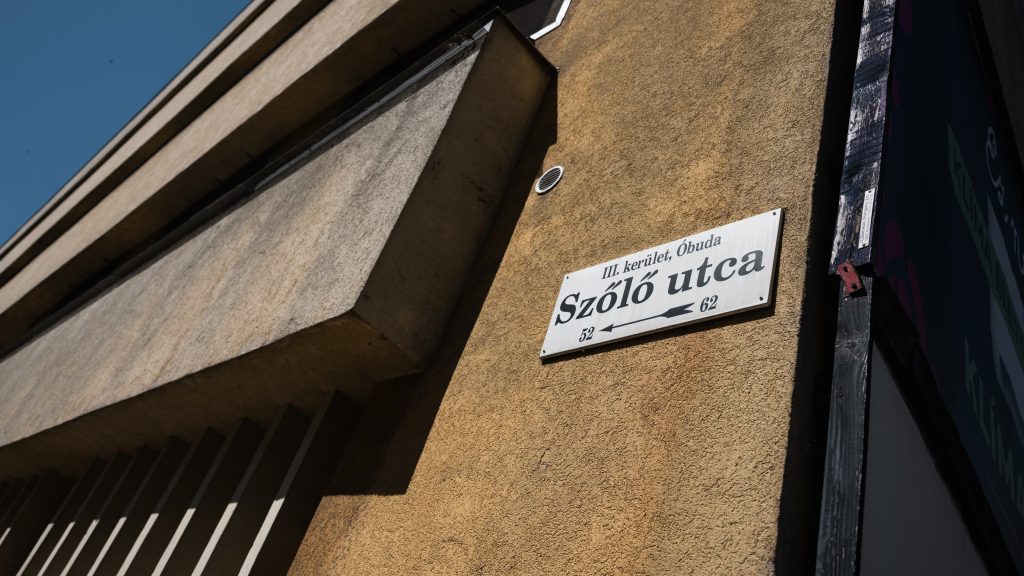 III. kerület, Óbuda
Szőlő utca
52 62